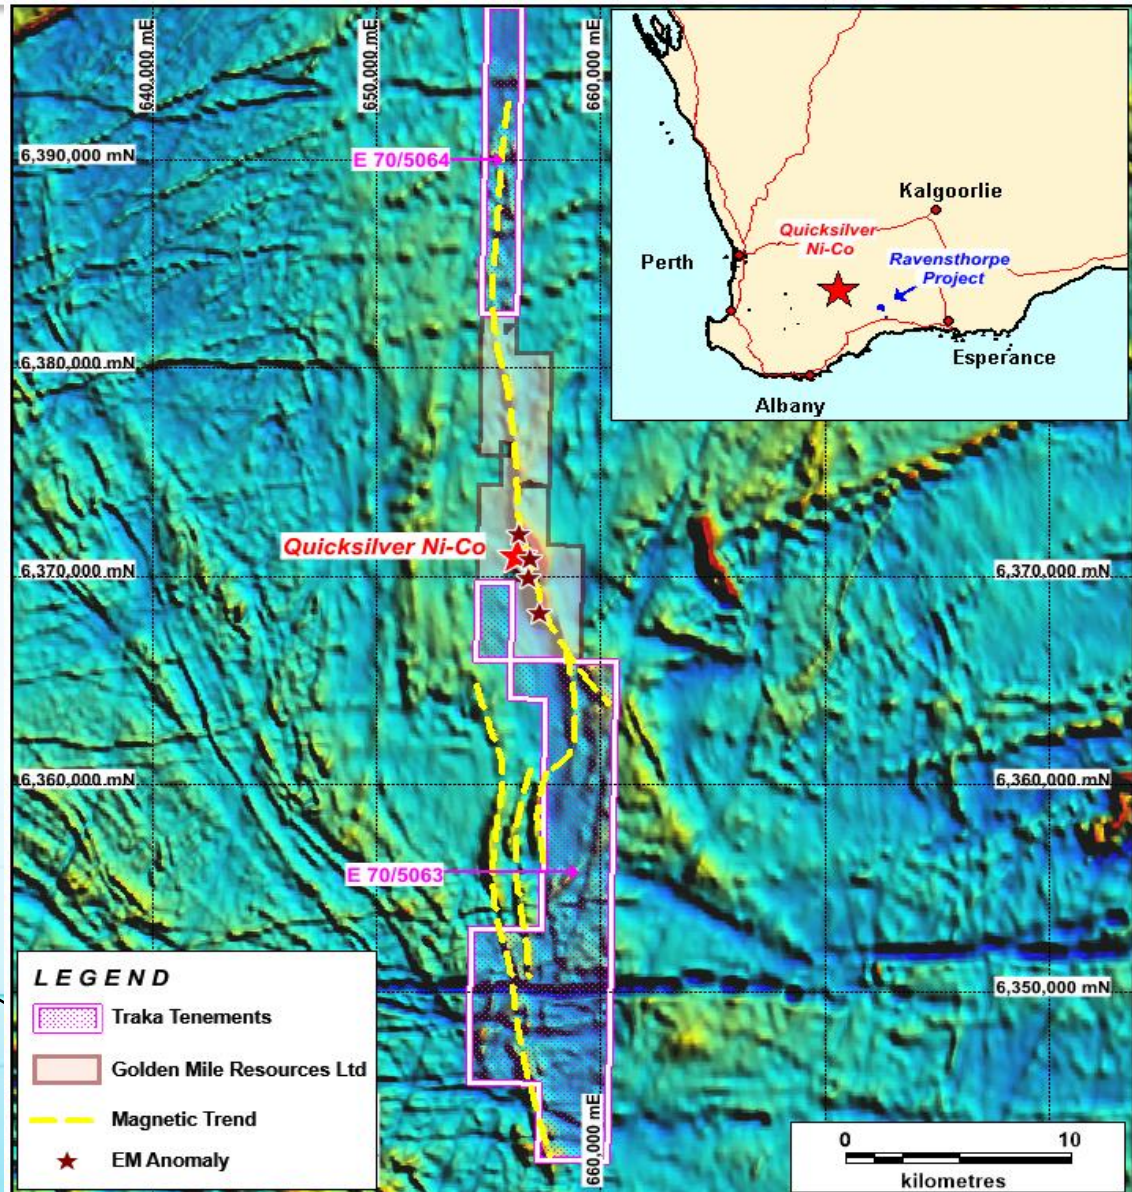 640,000 mE
650,000 mE
660,000 mE
6,390,000 mN
E 70/5064
Kalgoorlie
Quicksilver
Ni-Co
Perth
Ravensthorpe
Project
Esperance
Albany
6,380,000 mN
Quicksilver Ni-Co
6,370,000 mN
6,370,000 mN
6,360,000 mN
6,360,000 mN
E 70/5063
6,350,000 mN
660,000 mE
LEGEND
Traka Tenements
Golden Mile Resources Ltd
Magnetic Trend
EM Anomaly
0 10
kilometres